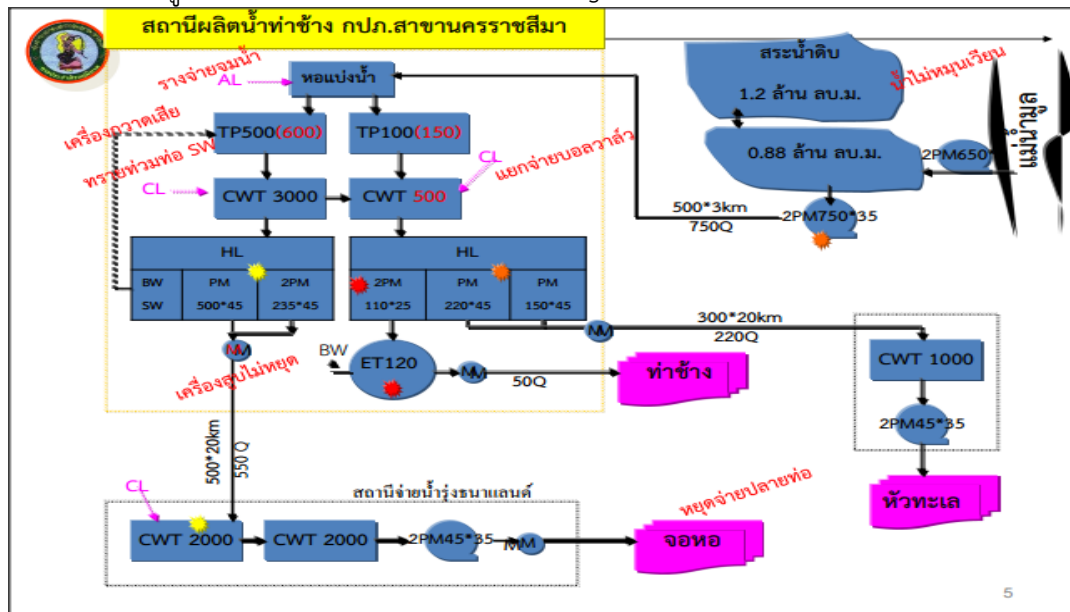 สถานีผลิตน้ำท่าช้าง กปภ.สาขานครราชสีมา
รางจ่ายจมน้ำ
AL
หอแบ่งน้ำ
สระน้ำดิบ
1.2 ล้าน ลบ.ม.
น้ำไม่หมุนเวียน
แม่น้ำมูล
เครื่องกวาดเสีย
TP500(600)
TP100(150)
0.88 ล้าน ลบ.ม.
2PM650*
ทรายท่วมท่อ SW
CL
CL
แยกจ่ายบอลวาล์ว
CWT 3000
CWT 500
500*3km
750Q
2PM750*35
HL
HL
BW
SW
PM
500*45
2PM
235*45
2PM
110*25
PM
220*45
PM
150*45
M
M
300*20km
220Q
BW
ET120
M
50Q
ท่าช้าง
CWT 1000
เครื่องสูบไม่หยุด
2PM45*35
500*20km
550 Q
หัวทะเล
CL
สถานีจ่ายน้ำรุ่งธนาแลนด์
หยุดจ่ายปลายท่อ
CWT 2000
CWT 2000
2PM45*35
M
จอหอ
5